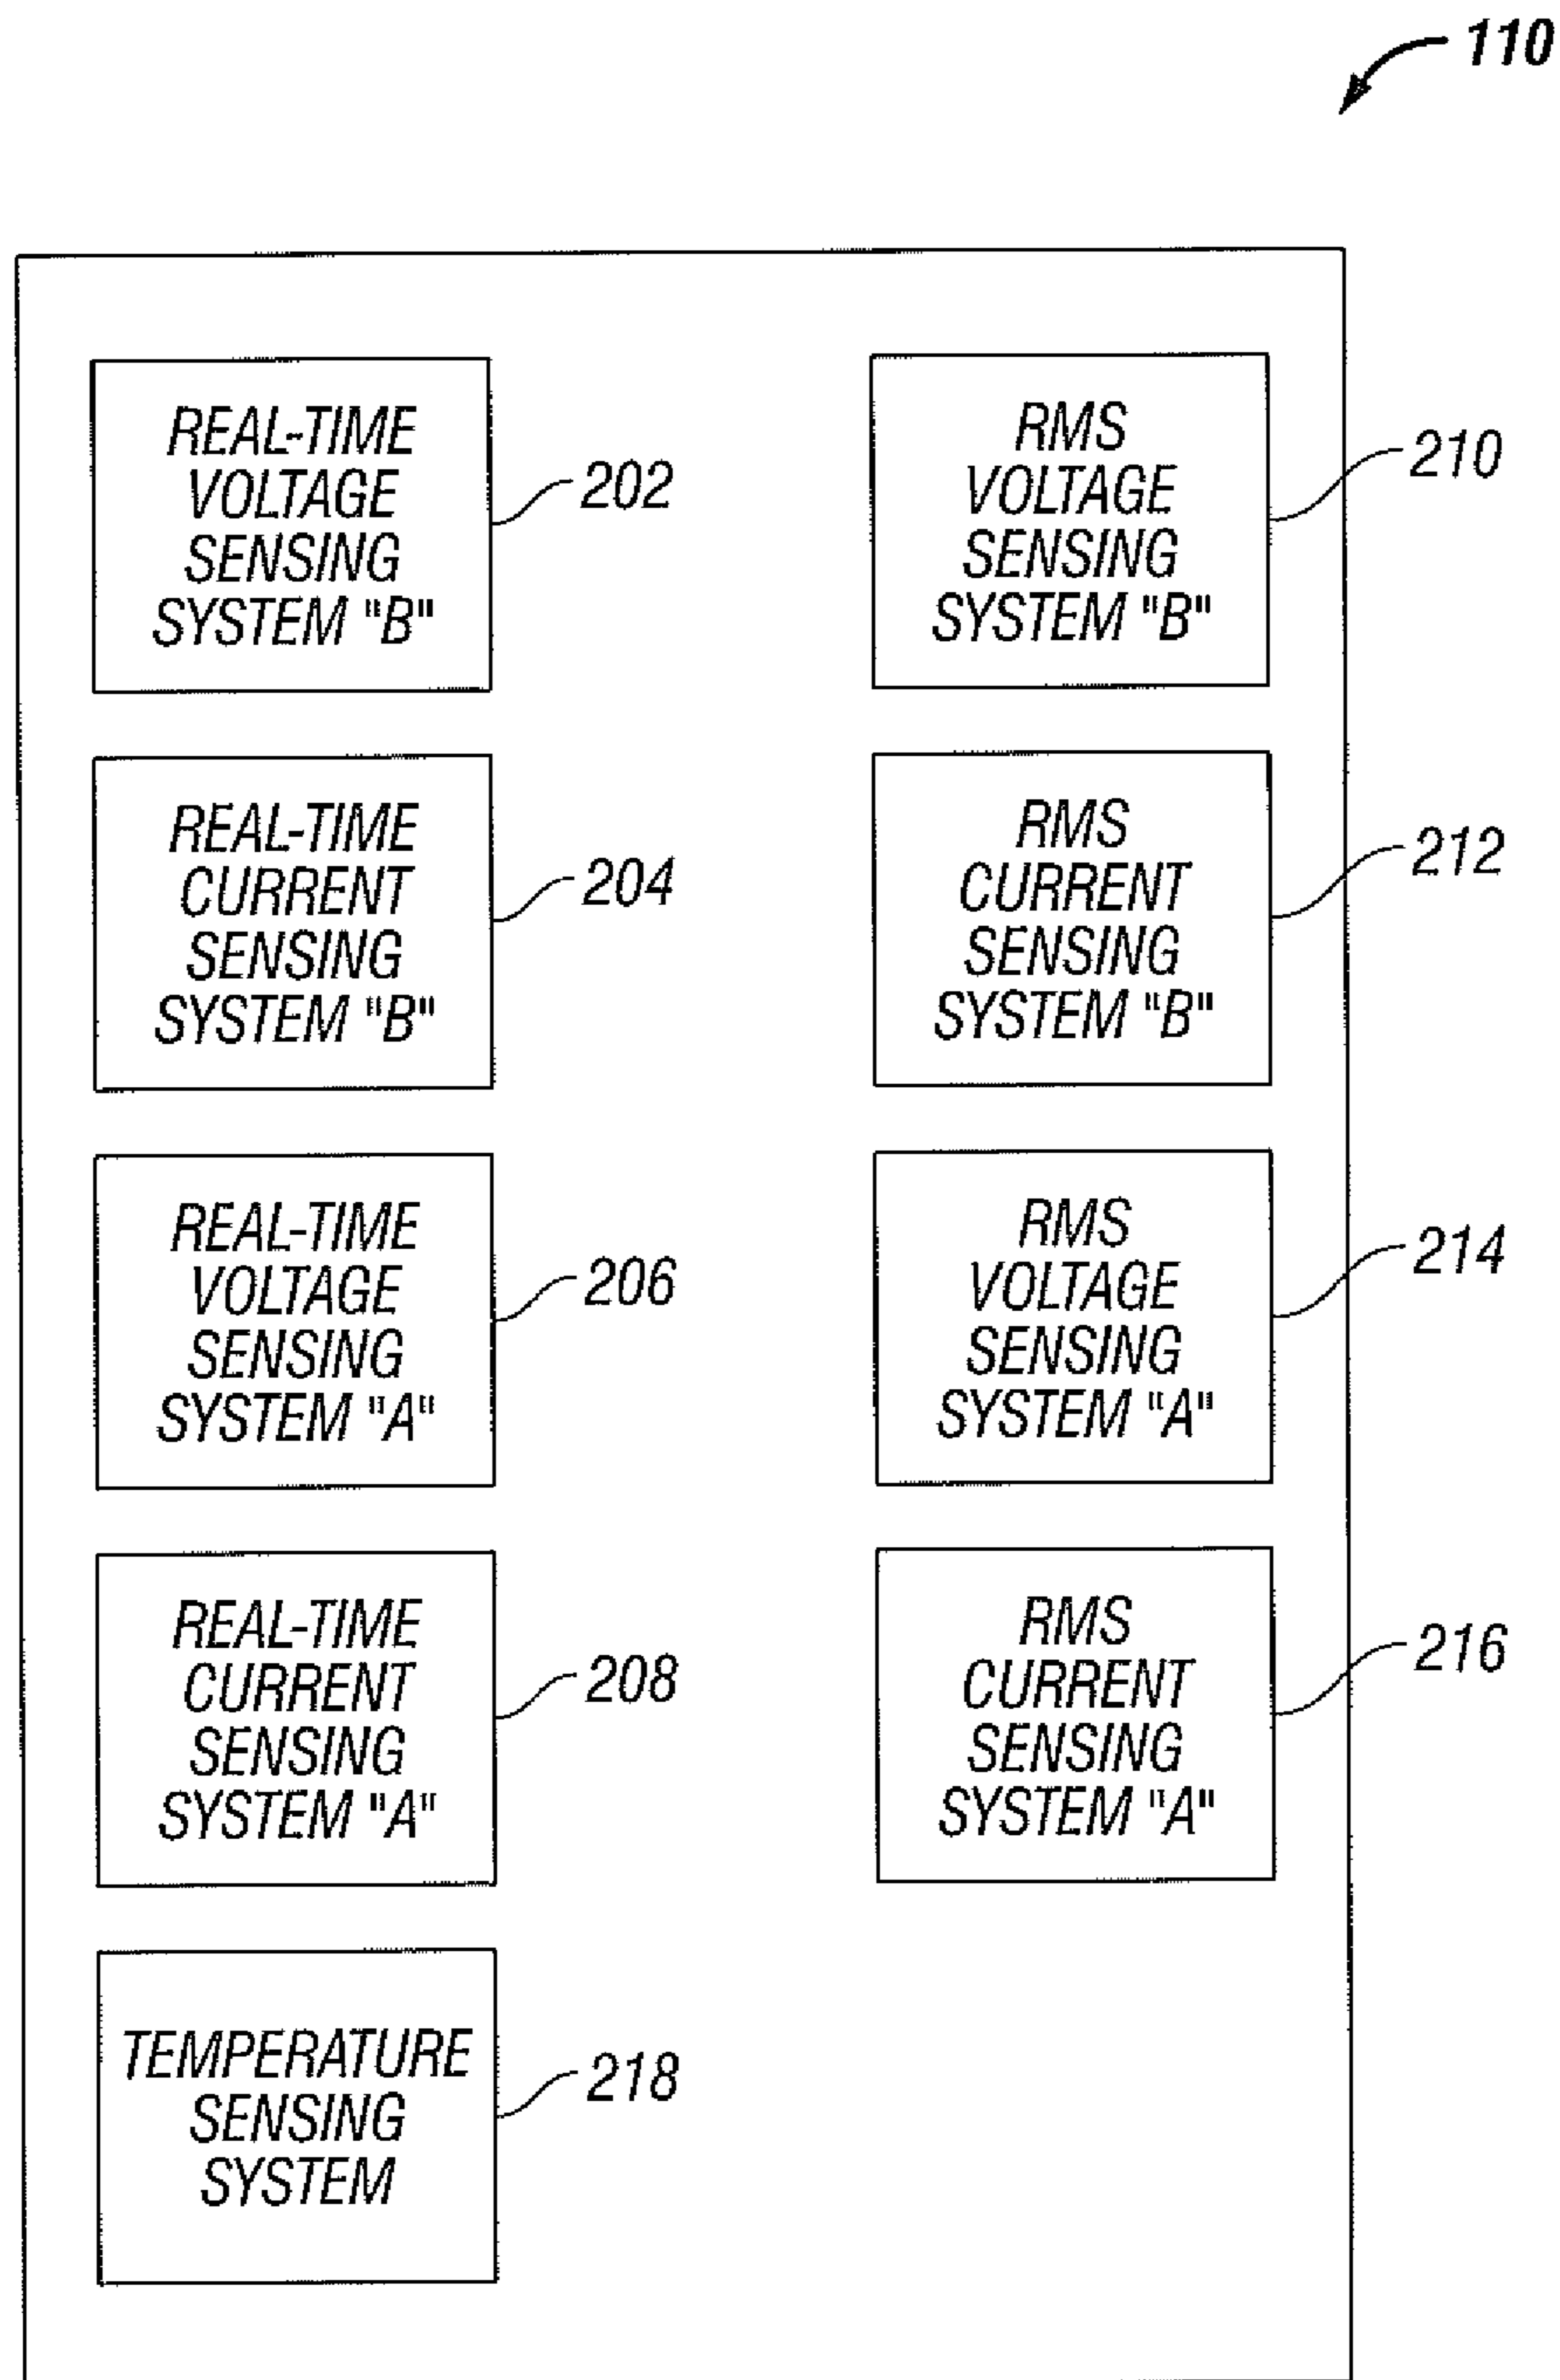 110
REAL-TIME
VOLTAGE
SENSING
SYSTEM "B"
202
RMS
VOLTAGE
SENSING
SYSTEM "B"
210
REAL-TIME
CURRENT
SENSING
SYSTEM "B"
204
RMS
CURRENT
SENSING
SYSTEM "B"
212
REAL-TIME
VOLTAGE
SENSING
SYSTEM "A"
206
RMS
VOLTAGE
SENSING
SYSTEM "A"
214
REAL-TIME
CURRENT
SENSING
SYSTEM "A"
208
RMS
CURRENT
SENSING
SYSTEM "A"
216
TEMPERATURE
SENSING
SYSTEM
218